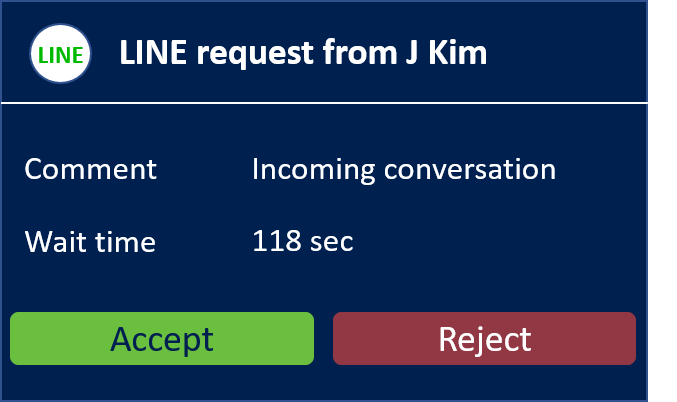 LINE
LINE request from J Kim
Comment Incoming conversation
Wait time 118 sec
Accept Reject